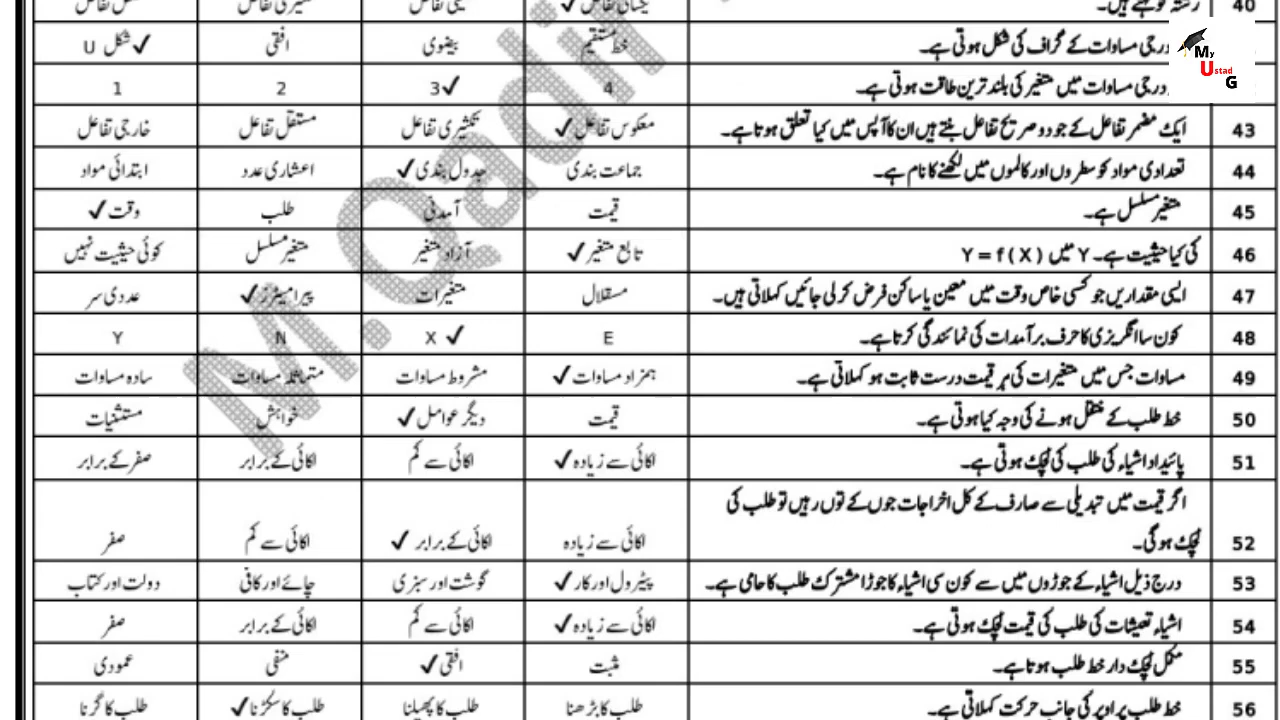 40 رشتہ کو کہتے ہیں۔ یکسانی تفاعل ✓
درجی مساوات کے گراف کی شکل ہوتی ہے۔ خط مستقیم بیضوی افقی U شکل ✓
درجی مساوات میں متغیر کی بلند ترین طاقت ہوتی ہے۔ 4 3 ✓ 2 1
43 ایک مضمر تفاعل کے جو دو صریح تفاعل بنتے ہیں ان کا آپس میں کیا تعلق ہوتا ہے۔ معکوس تفاعل ✓ تکثیری تفاعل مستقل تفاعل خارجی تفاعل
44 تعدادی مواد کو سطروں اور کالموں میں لکھنے کا نام ہے۔ جماعت بندی جدول بندی ✓ اعشاری عدد ابتدائی مواد
45 متغیر مسلسل ہے۔ قیمت آمدنی طلب وقت ✓
46 کی کیا حیثیت ہے۔ Y میں Y = f ( X ) تابع متغیر ✓ آزاد متغیر متغیر مسلسل کوئی حیثیت نہیں
47 ایسی مقداریں جو کسی خاص وقت میں معین یا ساکن فرض کر لی جائیں کہلاتی ہیں۔ مستقلال متغیرات پیرامیٹرز ✓ عددی سر
48 کون سا انگریزی کا حرف برآمدات کی نمائندگی کرتا ہے۔ E X ✓ N Y
49 مساوات جس میں متغیرات کی ہر قیمت درست ثابت ہو کہلاتی ہے۔ ہمزاد مساوات ✓ مشروط مساوات متماثلہ مساوات سادہ مساوات
50 خط طلب کے منتقل ہونے کی وجہ کیا ہوتی ہے۔ قیمت دیگر عوامل ✓ خواہش مستثنیات
51 پائیدار اشیاء کی طلب کی لچک ہوتی ہے۔ اکائی سے زیادہ ✓ اکائی سے کم اکائی کے برابر صفر کے برابر
اگر قیمت میں تبدیلی سے صارف کے کل اخراجات جوں کے توں رہیں تو طلب کی
52 لچک ہو گی۔ اکائی سے زیادہ اکائی کے برابر ✓ اکائی سے کم صفر
53 درج ذیل اشیاء کے جوڑوں میں سے کون سی اشیاء کا جوڑا مشترک طلب کا حامی ہے۔ پیٹرول اور کار ✓ گوشت اور سبزی چائے اور کافی دولت اور کتاب
54 اشیاء تعیشات کی طلب کی قیمت لچک ہوتی ہے۔ اکائی سے زیادہ ✓ اکائی سے کم اکائی کے برابر صفر
55 مکمل لچک دار خط طلب ہوتا ہے۔ مثبت افقی ✓ منفی عمودی
56 خط طلب پر اوپر کی جانب حرکت کہلاتی ہے۔ طلب کا بڑھنا طلب کا پھیلنا طلب کا سکڑنا ✓ طلب کا گرنا
M.Qadir
My
Ustad
G